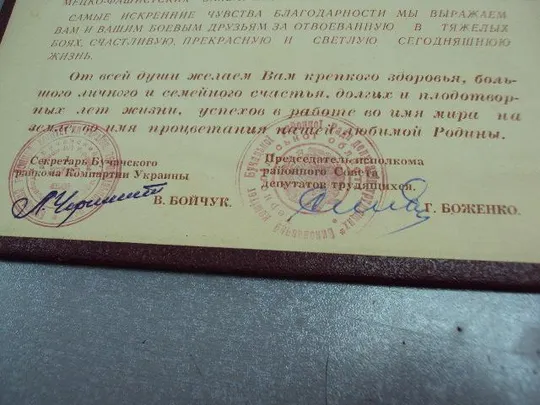 МЕЦКО-ФАШИСТСКИХ
САМЫЕ ИСКРЕННИЕ ЧУВСТВА БЛАГОДАРНОСТИ МЫ ВЫРАЖАЕМ
ВАМ И ВАШИМ БОЕВЫМ ДРУЗЬЯМ ЗА ОТВОЕВАННУЮ В ТЯЖЕЛЫХ
БОЯХ, СЧАСТЛИВУЮ, ПРЕКРАСНУЮ И СВЕТЛУЮ СЕГОДНЯШНЮЮ
ЖИЗНЬ.
От всей души желаем Вам крепкого здоровья, боль-
шого личного и семейного счастья, долгих и плодотвор-
ных лет жизни, успехов в работе во имя мира на
земле, во имя процветания нашей любимой Родины.
Секретарь Бучачского
райкома Компартии Украины
В. БОЙЧУК.
Председатель исполкома
районного Совета
депутатов трудящихся.
Г. БОЖЕНКО.